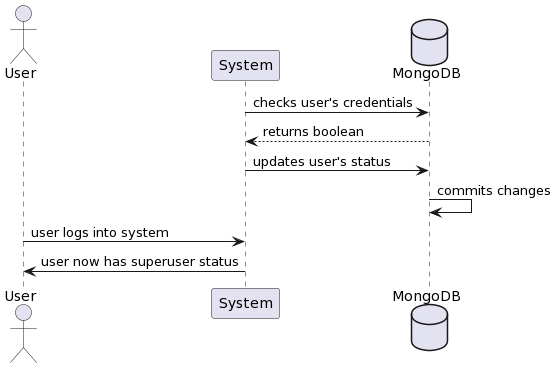 User
System
MongoDB
checks user's credentials
returns boolean
updates user's status
commits changes
user logs into system
user now has superuser status
User
System
MongoDB